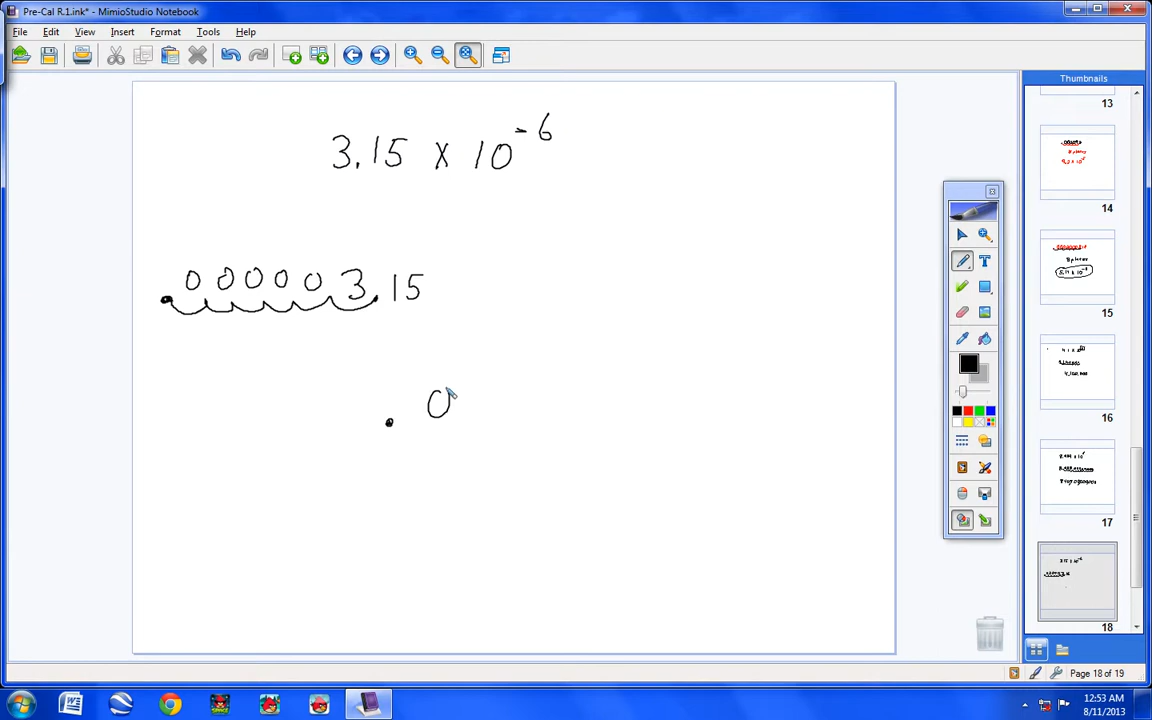 Pre-Cal R.1.ink* - MimioStudio Notebook
File Edit View Insert Format Tools Help
Thumbnails
13
14
15
16
17
18
3.15 x 10-6
.000003.15
. 0
T
Page 18 of 19
12:53 AM
8/11/2013